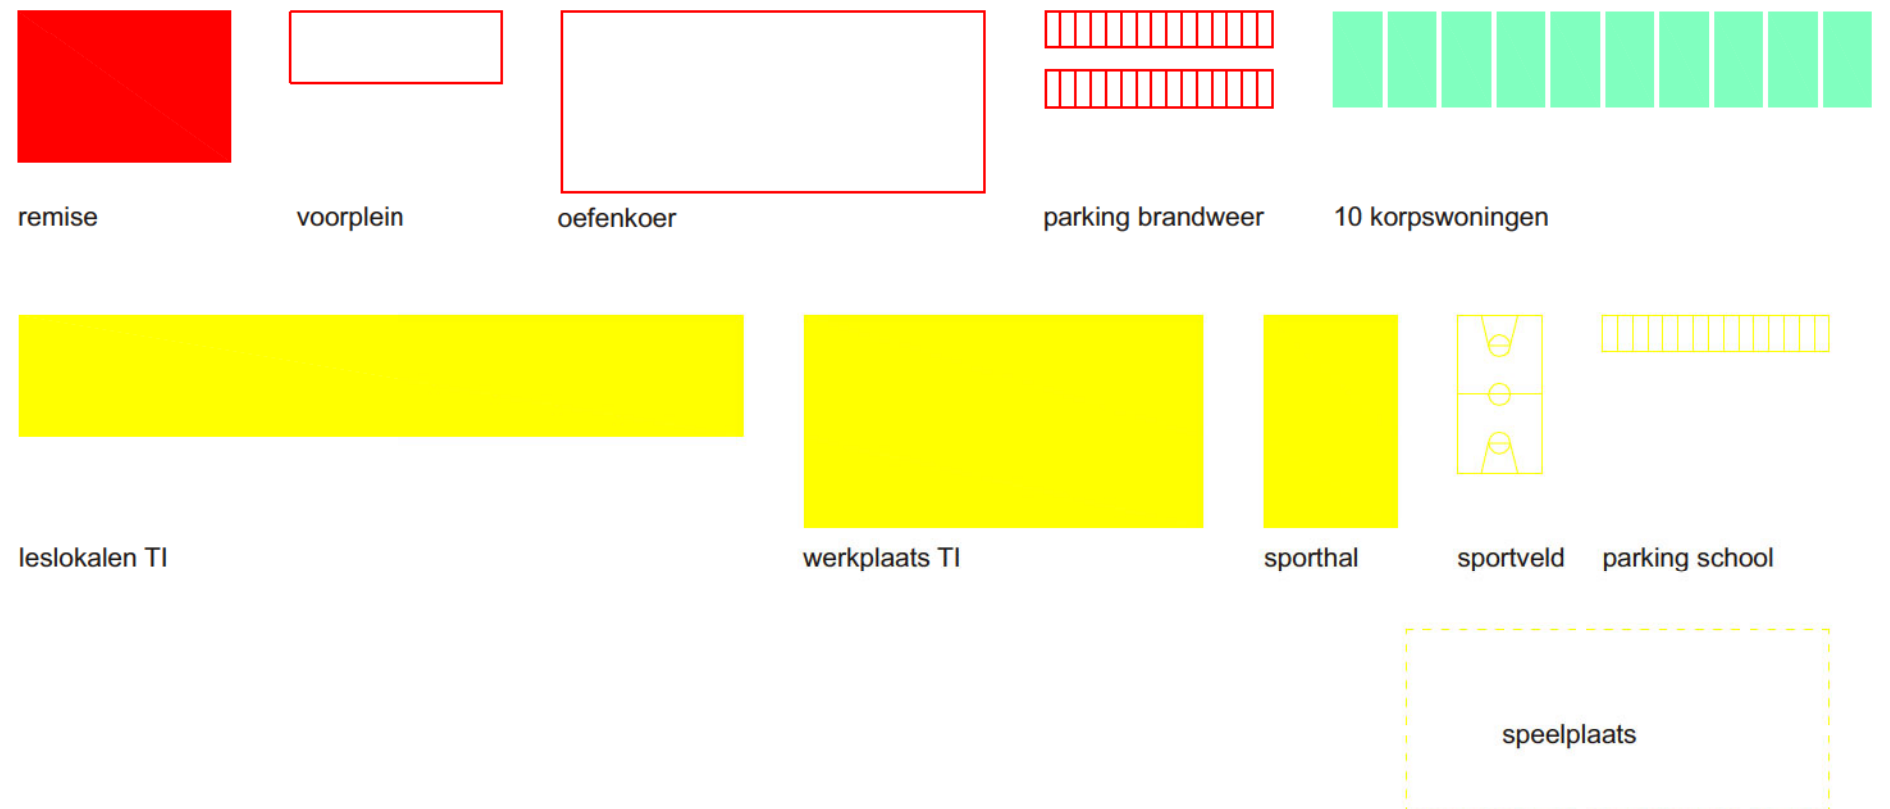 remise
voorplein
oefenkoer
parking brandweer
10 korpswoningen
leslokalen TI
werkplaats TI
sporthal
sportveld
parking school
speelplaats